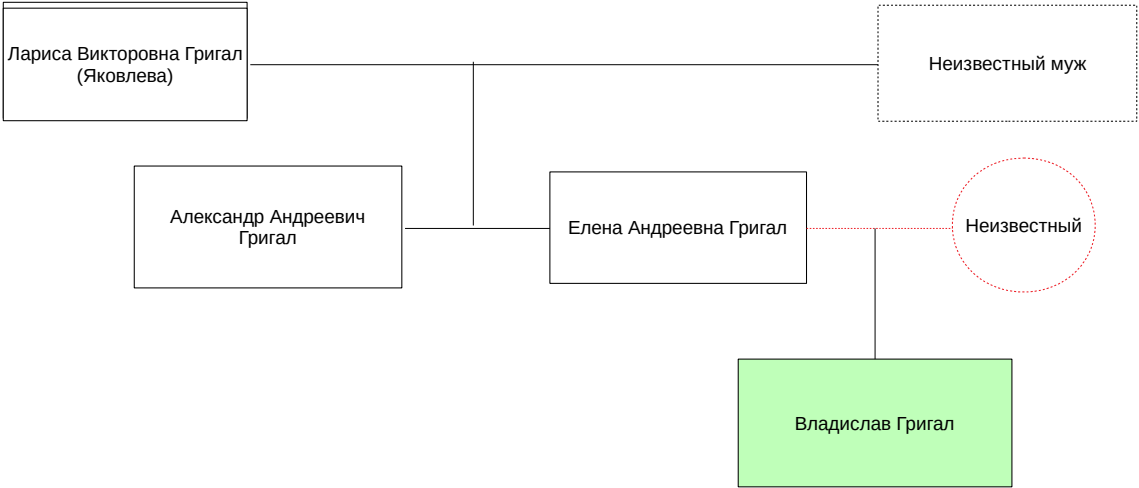 Лариса Викторовна Григал
(Яковлева)
Неизвестный муж
Александр Андреевич
Григал
Елена Андреевна Григал
Неизвестный
Владислав Григал